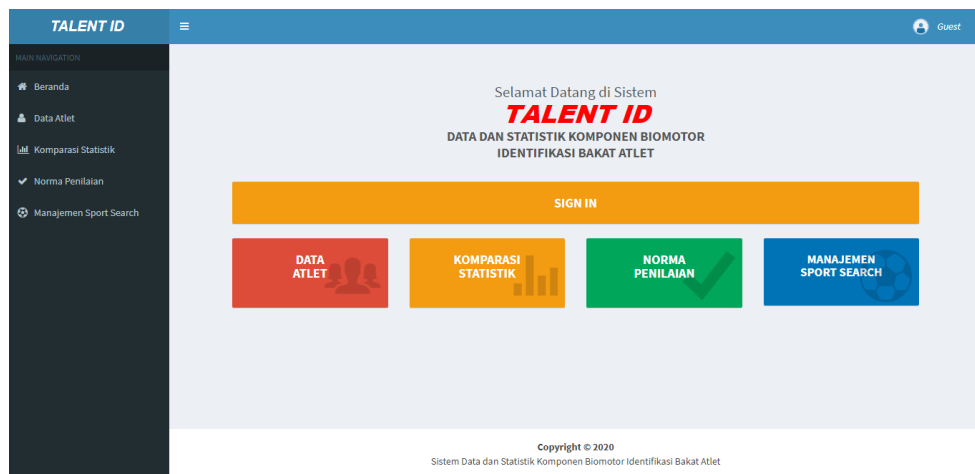 TALENT ID
Guest
MAIN NAVIGATION
Beranda
Data Atlet
Komparasi Statistik
Norma Penilaian
Manajemen Sport Search
Selamat Datang di Sistem
TALENT ID
DATA DAN STATISTIK KOMPONEN BIOMOTOR
IDENTIFIKASI BAKAT ATLET
SIGN IN
DATA
ATLET
KOMPARASI
STATISTIK
NORMA
PENILAIAN
MANAJEMEN
SPORT SEARCH
Copyright © 2020
Sistem Data dan Statistik Komponen Biomotor Identifikasi Bakat Atlet